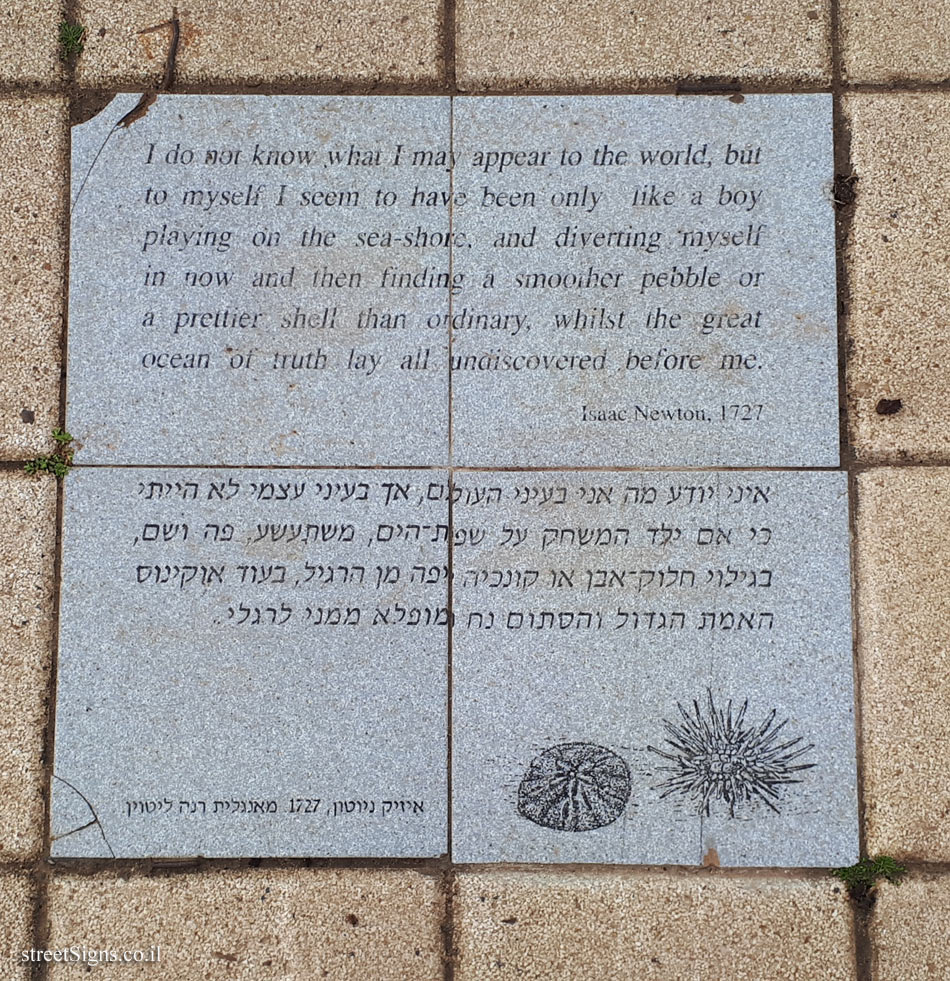 I do not know what I may appear to the world, but
to myself I seem to have been only like a boy
playing on the sea-shore, and diverting myself
in now and then finding a smoother pebble or
a prettier shell than ordinary, whilst the great
ocean of truth lay all undiscovered before me.
Isaac Newton, 1727
איני יודע מה אני בעיני העולם, אך בעיני עצמי לא הייתי
כי אם ילד המשחק על שפת־הים, משתעשע, פה ושם,
בגילוי חלוק־אבן או קונכיה יפה מן הרגיל, בעוד אוקינוס
האמת הגדול והסתום נח ומופלא ממני לרגלי.
איזיק ניוטון, 1727 מאנגלית רנה ליטוין
streetSigns.co.il